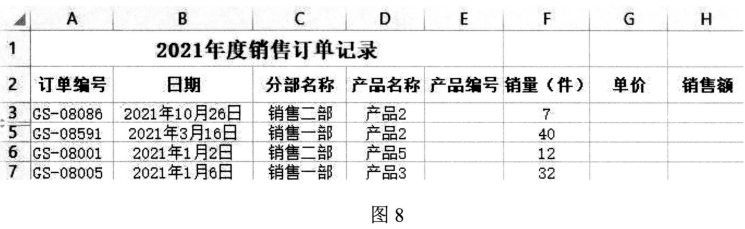 A B C D E F G H
1 2021年度销售订单记录
2 订单编号 日期 分部名称 产品名称 产品编号 销量（件） 单价 销售额
3 GS-08086 2021年10月26日 销售二部 产品2 7
5 GS-08591 2021年3月16日 销售一部 产品2 40
6 GS-08001 2021年1月2日 销售二部 产品5 12
7 GS-08005 2021年1月6日 销售一部 产品3 32
图 8